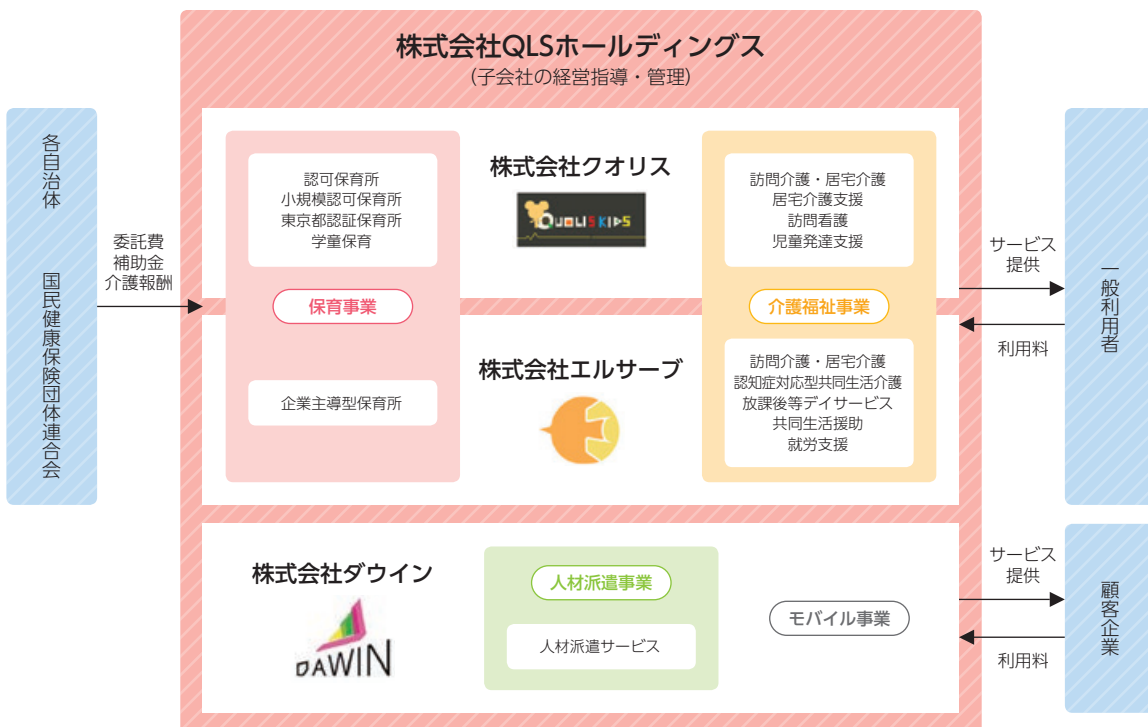 株式会社QLSホールディングス
(子会社の経営指導・管理)
各自治体
国民健康保険団体連合会
委託費
補助金
介護報酬
認可保育所
小規模認可保育所
東京都認証保育所
学童保育
保育事業
企業主導型保育所
株式会社クオリス
QUALISKIDS
株式会社エルサーブ
訪問介護・居宅介護
居宅介護支援
訪問看護
児童発達支援
介護福祉事業
訪問介護・居宅介護
認知症対応型共同生活介護
放課後等デイサービス
共同生活援助
就労支援
サービス
提供
利用料
一般利用者
株式会社ダウイン
DAWIN
人材派遣事業
人材派遣サービス
モバイル事業
サービス
提供
利用料
顧客企業